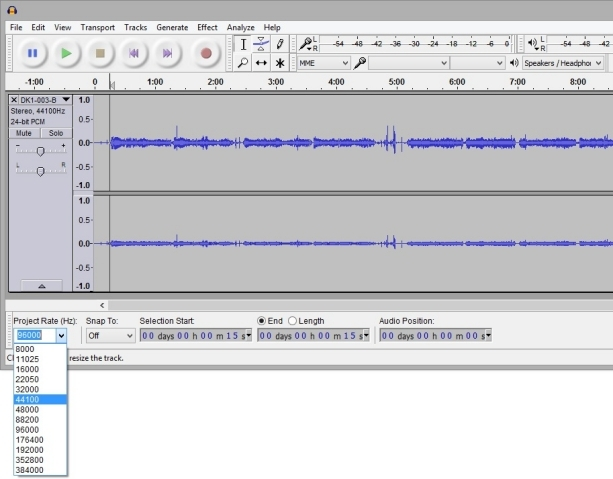 File Edit View Transport Tracks Generate Effect Analyze Help
L R -54 -48 -42 -36 -30 -24 -18 -12 -6 0 L R -54 -48 -42
MME Speakers / Headphor
-1:00 0 1:00 2:00 3:00 4:00 5:00 6:00 7:00 8:00
X DK1-003-B 1.0
Stereo, 44100Hz
24-bit PCM 0.5-
Mute Solo
- + 0.0-
L R -0.5-
-1.0
1.0
0.5-
0.0-
-0.5-
-1.0
Project Rate (Hz): Snap To: Selection Start: End Length Audio Position:
96000 Off 00 days 00 h 00 m 15 s 00 days 00 h 00 m 15 s 00 days 00 h 00 m 00 s
resize the track.
8000
11025
16000
22050
32000
44100
48000
88200
96000
176400
192000
352800
384000